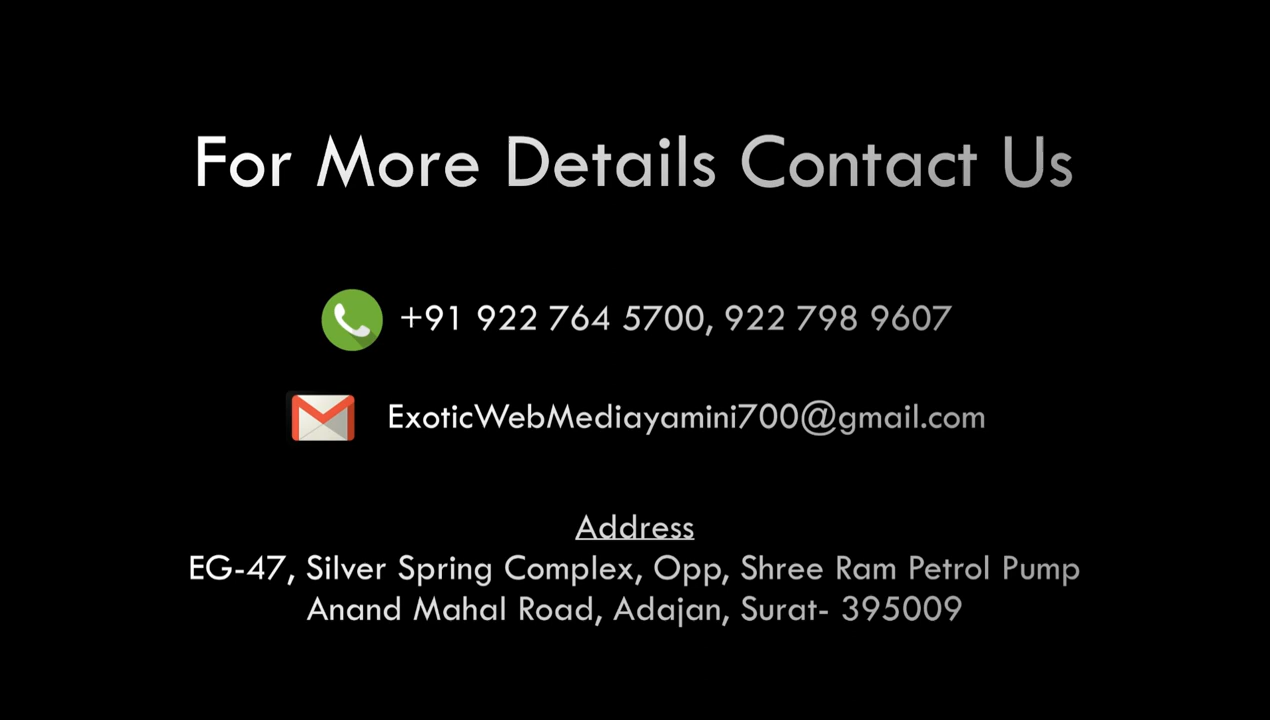 For More Details Contact Us
+91 922 764 5700, 922 798 9607
ExoticWebMediayamini700@gmail.com
Address
EG-47, Silver Spring Complex, Opp, Shree Ram Petrol Pump
Anand Mahal Road, Adajan, Surat- 395009